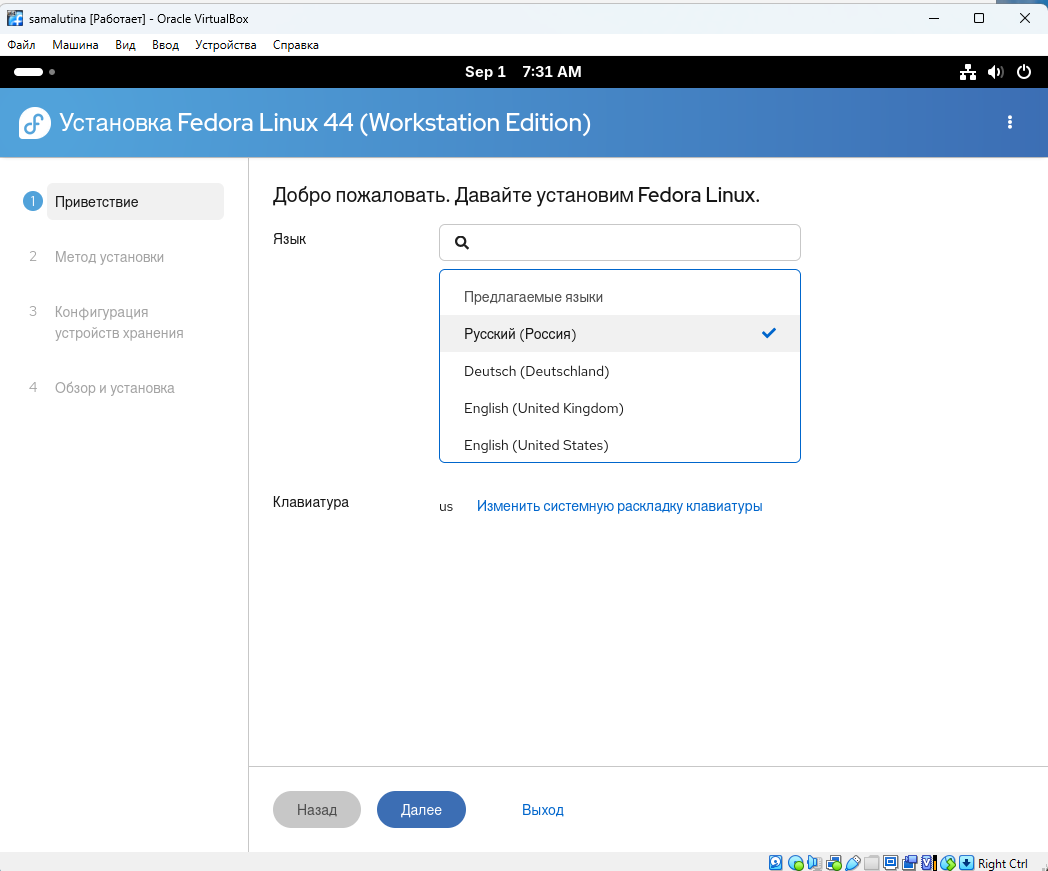 samalutina [Работает] - Oracle VirtualBox
Файл Машина Вид Ввод Устройства Справка
Sep 1 7:31 AM
Установка Fedora Linux 44 (Workstation Edition)
1 Приветствие
2 Метод установки
3 Конфигурация
устройств хранения
4 Обзор и установка
Добро пожаловать. Давайте установим Fedora Linux.
Язык
Предлагаемые языки
Русский (Россия)
Deutsch (Deutschland)
English (United Kingdom)
English (United States)
Клавиатура us Изменить системную раскладку клавиатуры
Назад Далее Выход
Right Ctrl